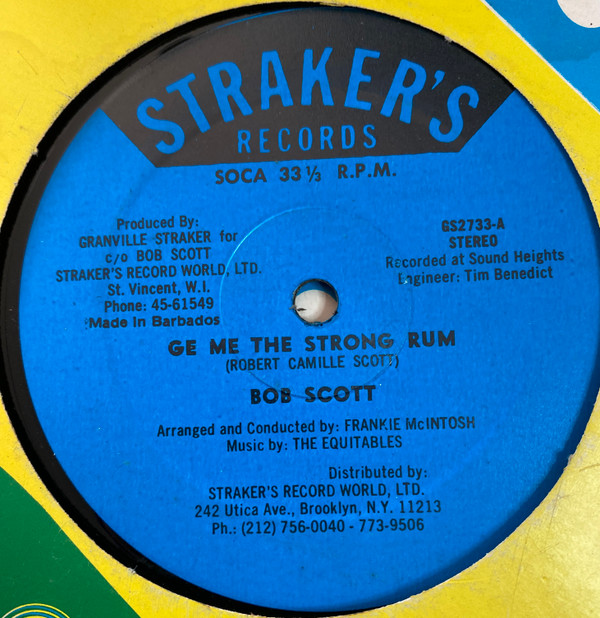 STRAKER'S
RECORDS
SOCA 33 ⅓ R.P.M.
Produced By:
GRANVILLE STRAKER for
c/o BOB SCOTT
STRAKER'S RECORD WORLD, LTD.
St. Vincent, W.I.
Phone: 45-61549
Made In Barbados
GS2733-A
STEREO
Recorded at Sound Heights
Engineer: Tim Benedict
GE ME THE STRONG RUM
(ROBERT CAMILLE SCOTT)
BOB SCOTT
Arranged and Conducted by: FRANKIE McINTOSH
Music by: THE EQUITABLES
Distributed by:
STRAKER'S RECORD WORLD, LTD.
242 Utica Ave., Brooklyn, N.Y. 11213
Ph.: (212) 756-0040 - 773-9506